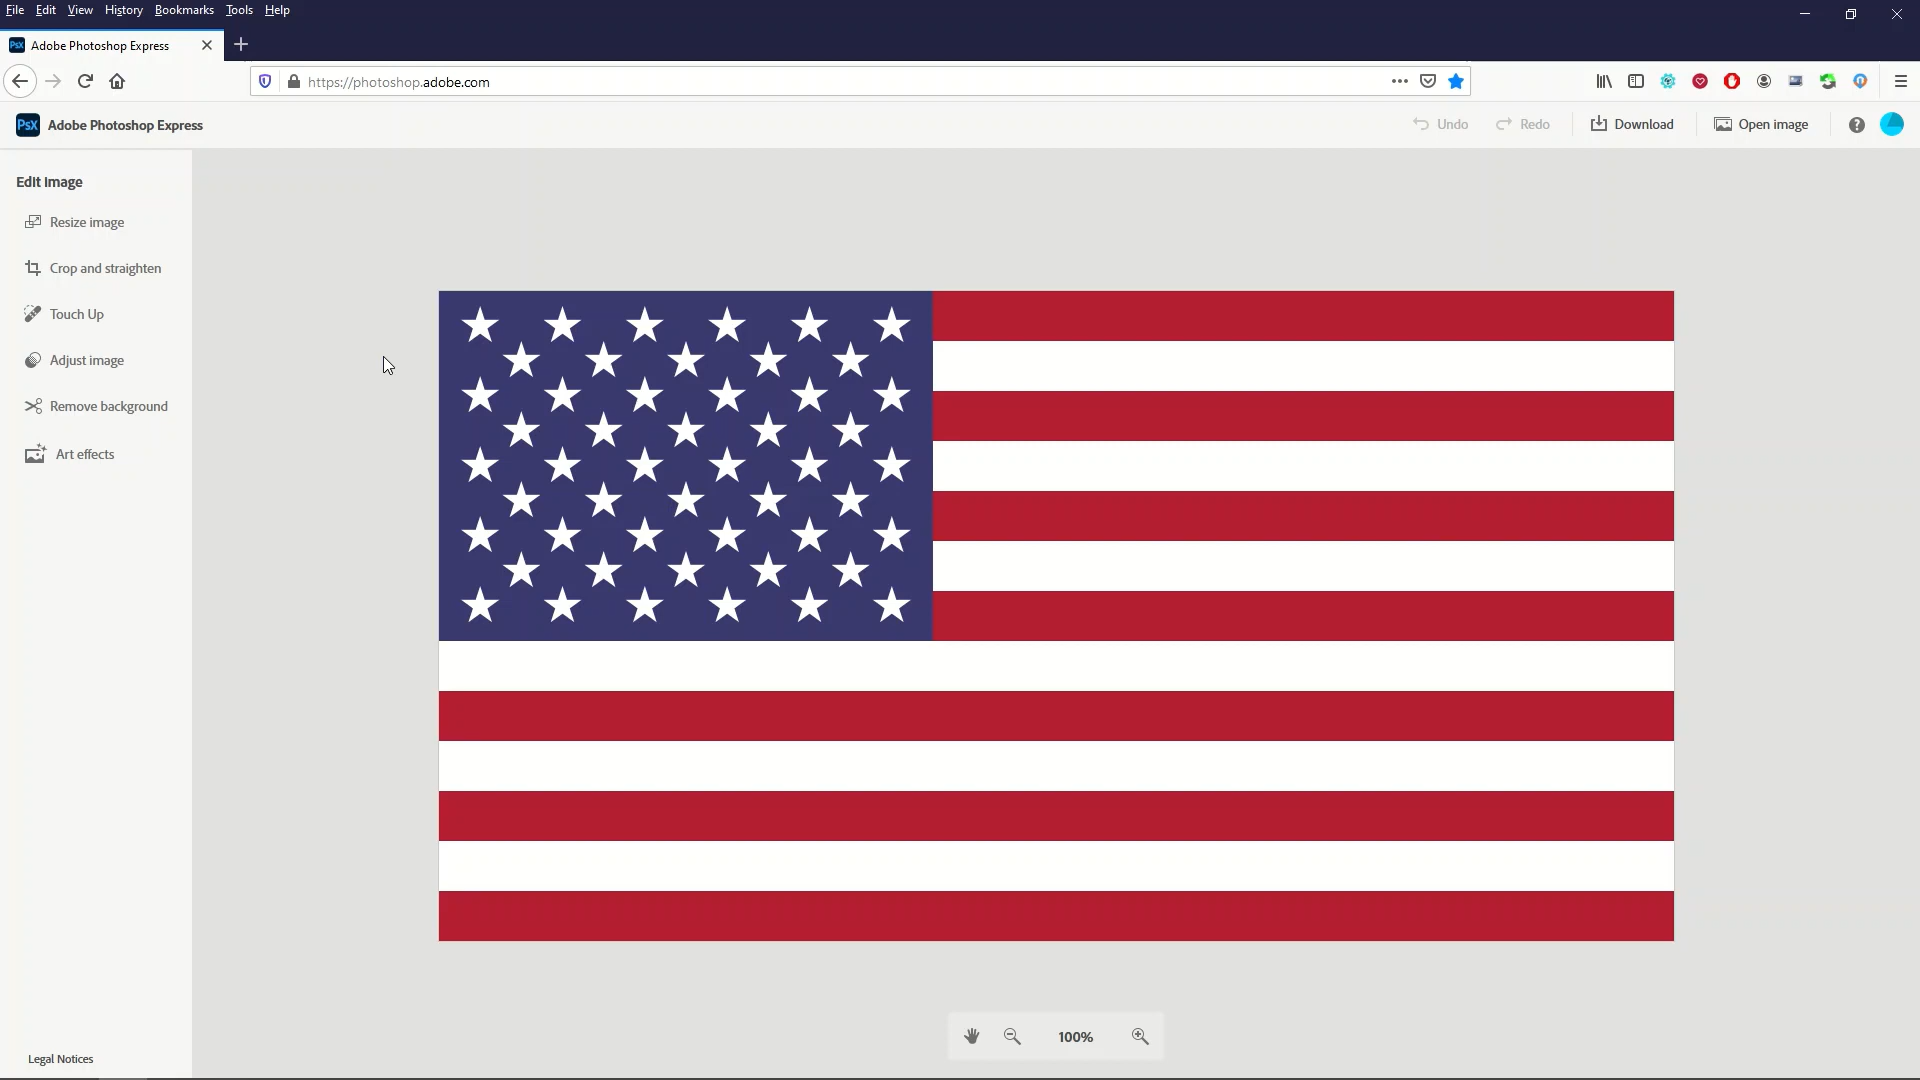 File Edit View History Bookmarks Tools Help
PsX Adobe Photoshop Express
https://photoshop.adobe.com
PsX Adobe Photoshop Express
Undo Redo Download Open image
Edit Image
Resize image
Crop and straighten
Touch Up
Adjust image
Remove background
Art effects
100%
Legal Notices